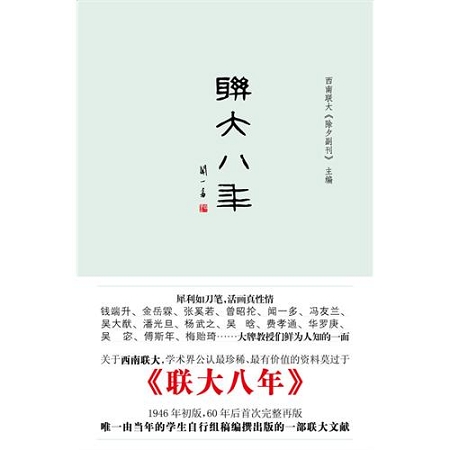 聯大八年
聞一多
西南联大《除夕副刊》 主编
犀利如刀笔,活画真性情
钱端升、金岳霖、张奚若、曾昭抡、闻一多、冯友兰、
吴大猷、潘光旦、杨武之、吴 晗、费孝通、华罗庚、
吴 宓、傅斯年、梅贻琦……大牌教授们鲜为人知的一面
关于西南联大,学术界公认最珍稀、最有价值的资料莫过于
《联大八年》
1946年初版,60年后首次完整再版
唯一由当年的学生自行组稿编撰出版的一部联大文献